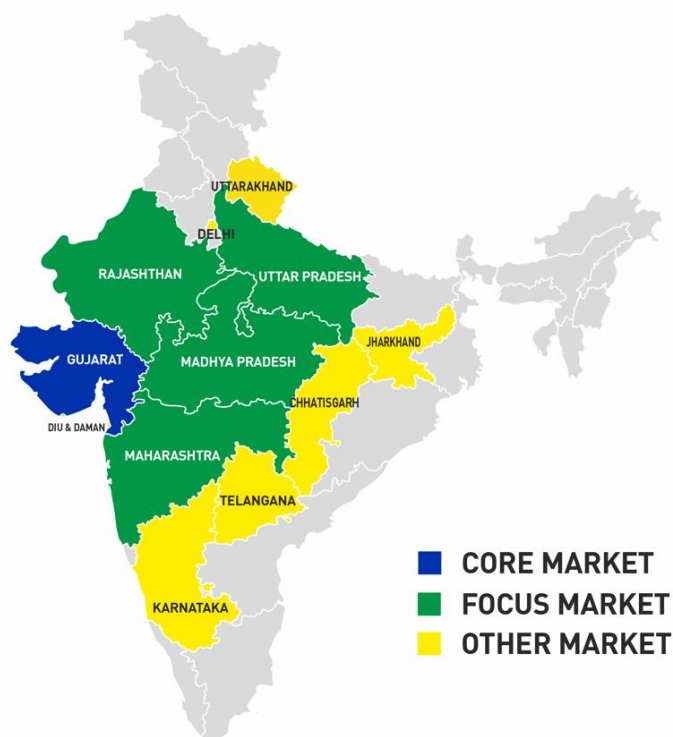 UTTARAKHAND
DELHI
RAJASHTHAN
UTTAR PRADESH
JHARKHAND
GUJARAT
MADHYA PRADESH
CHHATISGARH
DIU & DAMAN
MAHARASHTRA
TELANGANA
KARNATAKA
CORE MARKET
FOCUS MARKET
OTHER MARKET